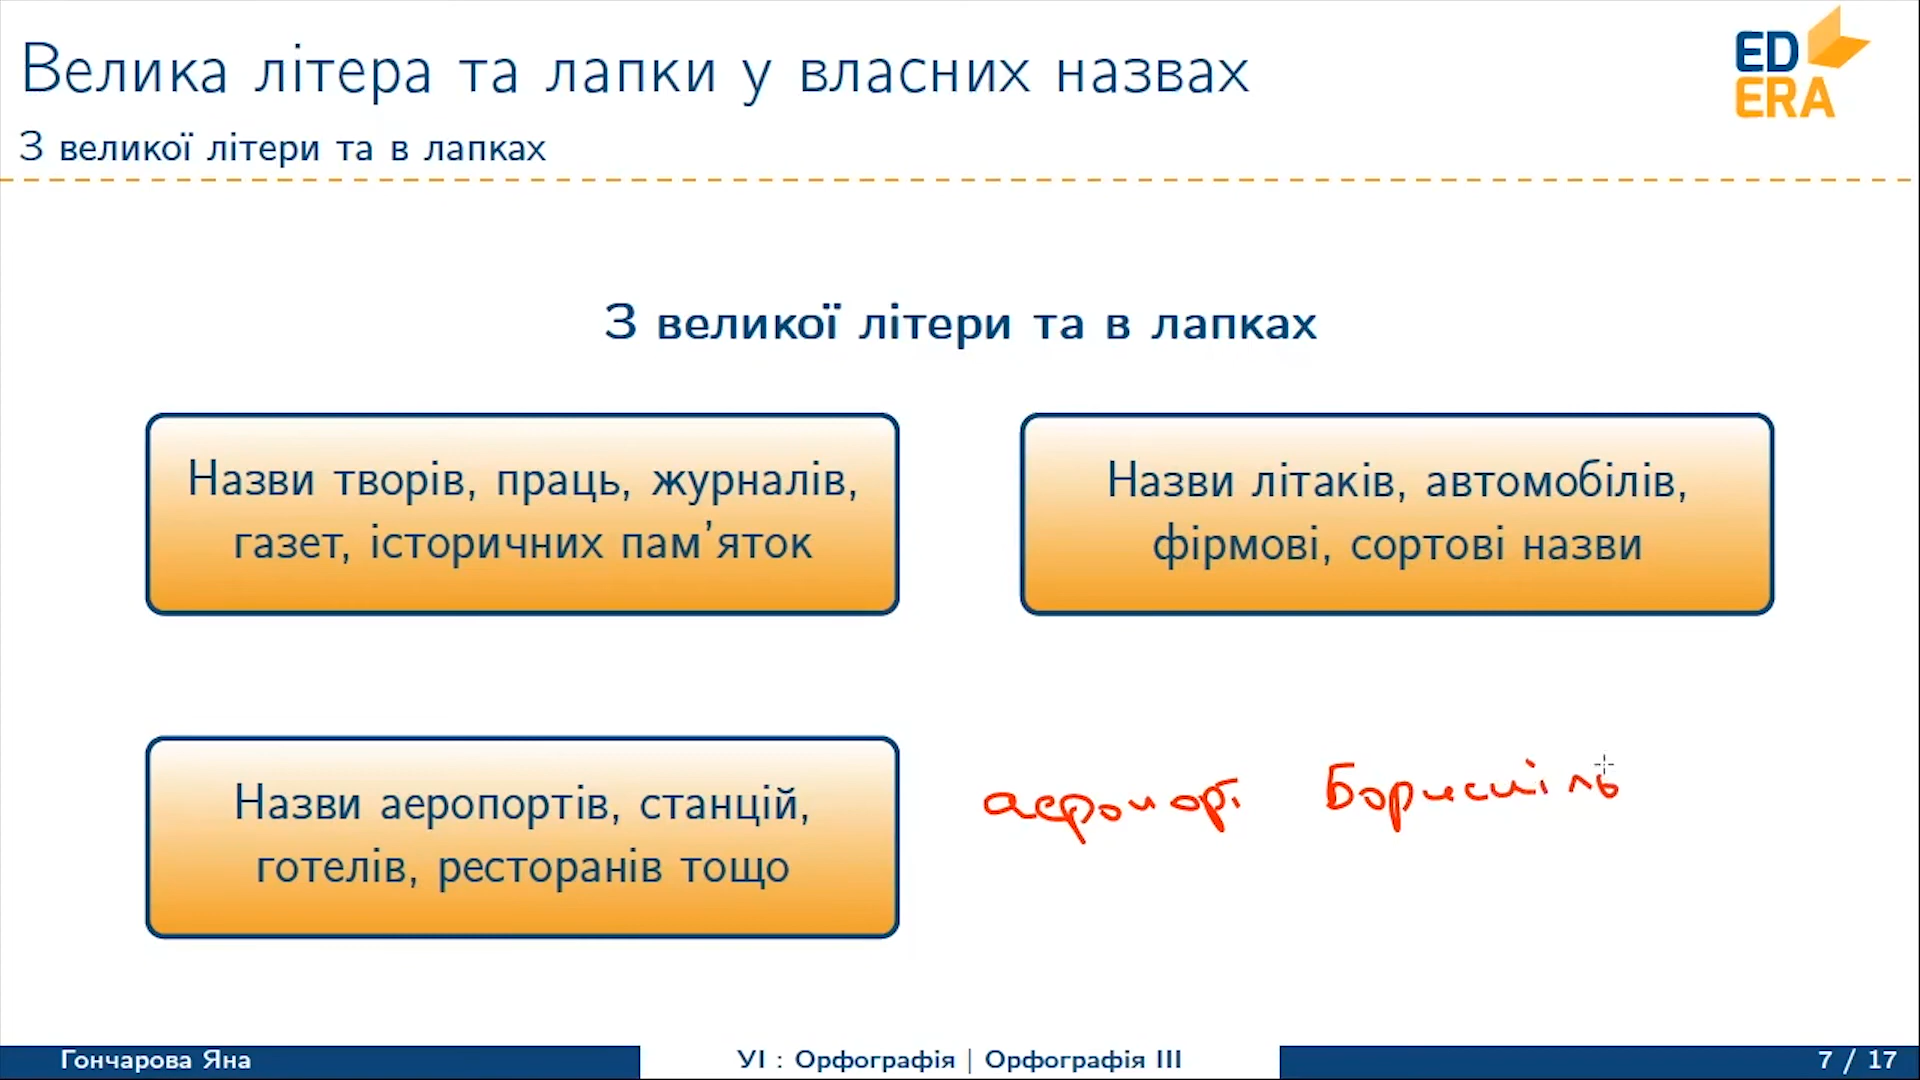 Велика літера та лапки у власних назвах
ED
ERA
З великої літери та в лапках
З великої літери та в лапках
Назви творів, праць, журналів,
газет, історичних пам'яток
Назви літаків, автомобілів,
фірмові, сортові назви
Назви аеропортів, станцій,
готелів, ресторанів тощо
аеропорт Бориспіль
Гончарова Яна
УІ : Орфографія | Орфографія III
7 / 17